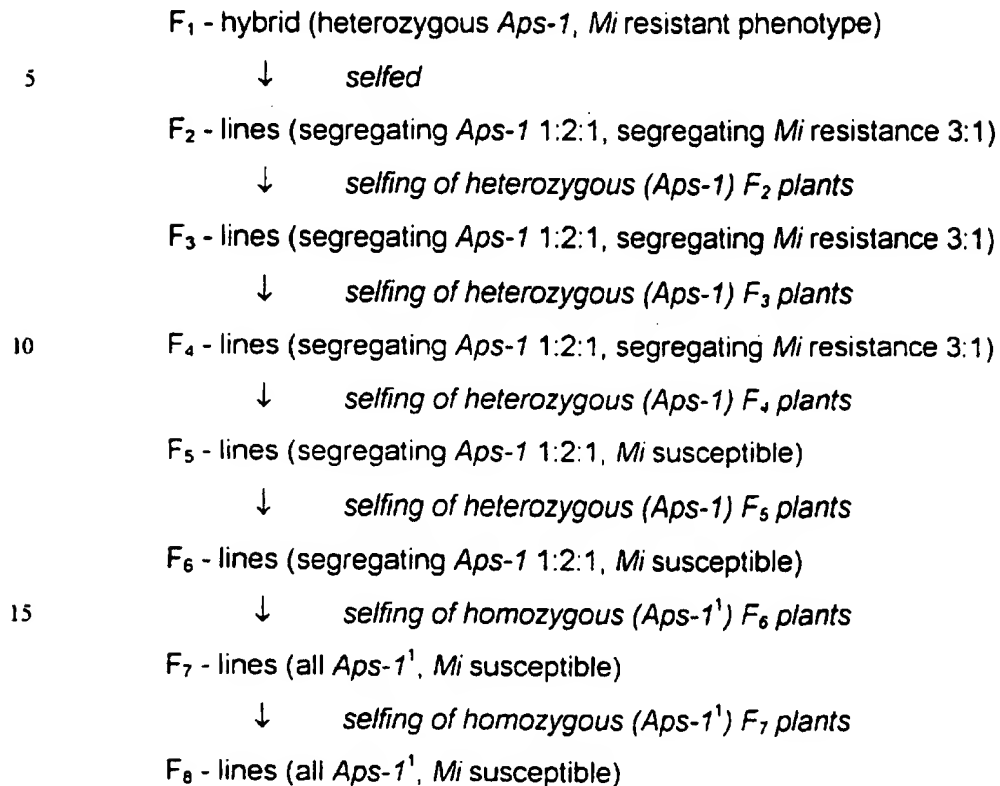 F₁ - hybrid (heterozygous Aps-1, Mi resistant phenotype)
5 ↓ selfed
F₂ - lines (segregating Aps-1 1:2:1, segregating Mi resistance 3:1)
↓ selfing of heterozygous (Aps-1) F₂ plants
F₃ - lines (segregating Aps-1 1:2:1, segregating Mi resistance 3:1)
↓ selfing of heterozygous (Aps-1) F₃ plants
10 F₄ - lines (segregating Aps-1 1:2:1, segregating Mi resistance 3:1)
↓ selfing of heterozygous (Aps-1) F₄ plants
F₅ - lines (segregating Aps-1 1:2:1, Mi susceptible)
↓ selfing of heterozygous (Aps-1) F₅ plants
F₆ - lines (segregating Aps-1 1:2:1, Mi susceptible)
15 ↓ selfing of homozygous (Aps-1¹) F₆ plants
F₇ - lines (all Aps-1¹, Mi susceptible)
↓ selfing of homozygous (Aps-1¹) F₇ plants
F₈ - lines (all Aps-1¹, Mi susceptible)